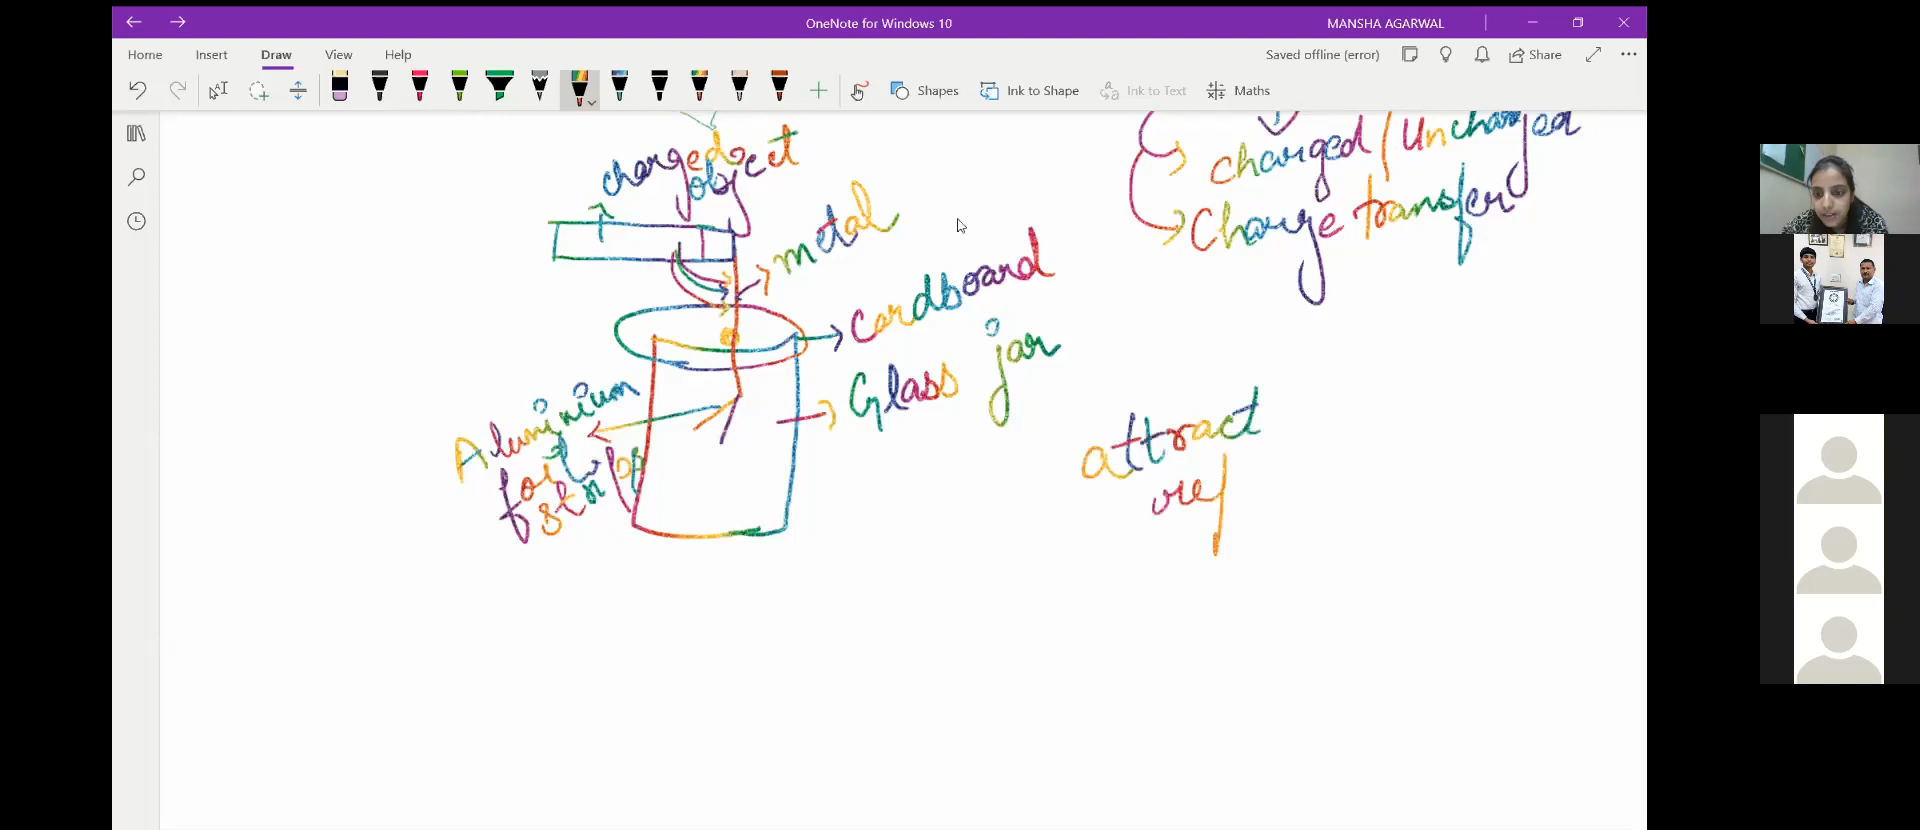 OneNote for Windows 10
MANSHA AGARWAL
Home Insert Draw View Help
Saved offline (error)
Share
Shapes
Ink to Shape
Ink to Text
Maths
charged
object
metal
Cardboard
Glass jar
Aluminium
foil
strip
charged / Uncharged
Charge transfer
attract
rep